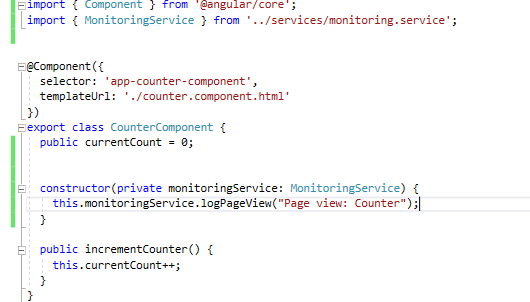 import { Component } from '@angular/core';
import { MonitoringService } from '../services/monitoring.service';
@Component({
  selector: 'app-counter-component',
  templateUrl: './counter.component.html'
})
export class CounterComponent {
  public currentCount = 0;
  constructor(private monitoringService: MonitoringService) {
    this.monitoringService.logPageView("Page view: Counter");
  }
  public incrementCounter() {
    this.currentCount++;
  }
}